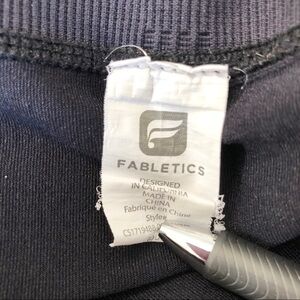 FABLETICS
DESIGNED
IN CALIFORNIA
MADE IN
CHINA
Fabriqué en Chine
Style#